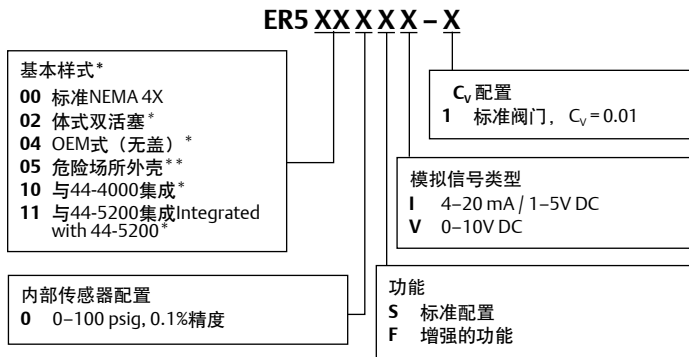 ER5 XX X X X – X
基本样式*
00 标准NEMA 4X
02 体式双活塞*
04 OEM式（无盖）*
05 危险场所外壳**
10 与44-4000集成*
11 与44-5200集成Integrated
with 44-5200*
内部传感器配置
0 0–100 psig, 0.1%精度
Cv 配置
1 标准阀门，Cv = 0.01
模拟信号类型
I 4–20 mA / 1–5V DC
V 0–10V DC
功能
S 标准配置
F 增强的功能